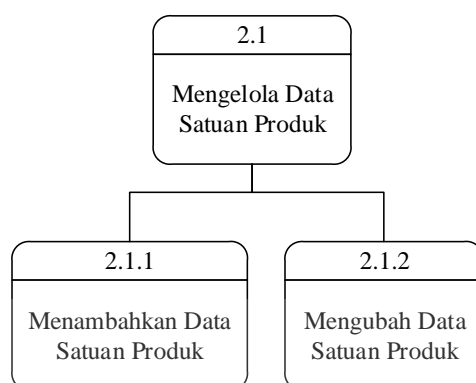 2.1
Mengelola Data
Satuan Produk
2.1.1
Menambahkan Data
Satuan Produk
2.1.2
Mengubah Data
Satuan Produk